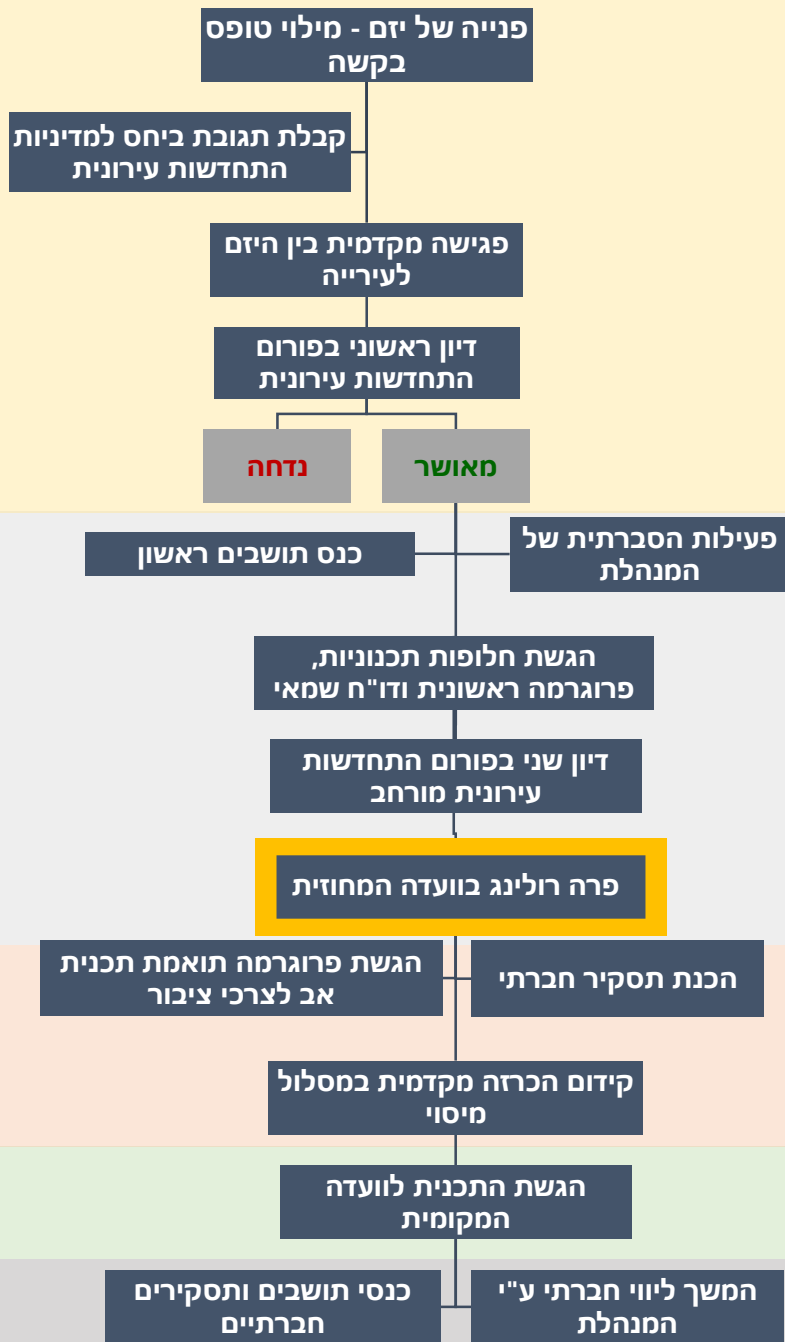 פנייה של יזם - מילוי טופס
בקשה
קבלת תגובת ביחס למדיניות
התחדשות עירונית
פגישה מקדמית בין היזם
לעירייה
דיון ראשוני בפורום
התחדשות עירונית
מאושר
נדחה
פעילות הסברתית של
המנהלת
כנס תושבים ראשון
הגשת חלופות תכנוניות,
פרוגרמה ראשונית ודו"ח שמאי
דיון שני בפורום התחדשות
עירונית מורחב
פרה רולינג בוועדה המחוזית
הכנת תסקיר חברתי
הגשת פרוגרמה תואמת תכנית
אב לצרכי ציבור
קידום הכרזה מקדמית במסלול
מיסוי
הגשת התכנית לוועדה
המקומית
המשך ליווי חברתי ע"י
המנהלת
כנסי תושבים ותסקירים
חברתיים